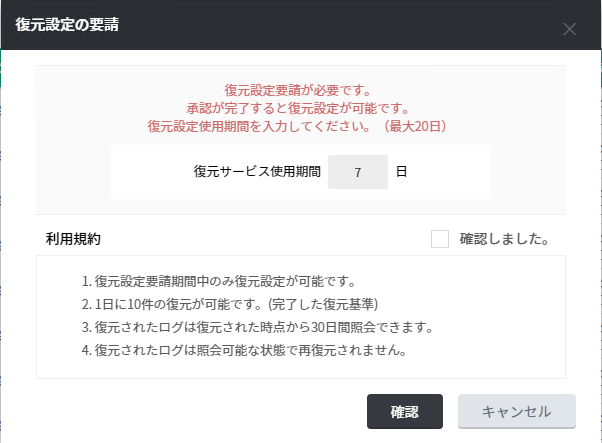 復元設定の要請
復元設定要請が必要です。
承認が完了すると復元設定が可能です。
復元設定使用期間を入力してください。（最大20日）
復元サービス使用期間 7 日
利用規約 確認しました。
1. 復元設定要請期間中のみ復元設定が可能です。
2. 1日に10件の復元が可能です。(完了した復元基準)
3. 復元されたログは復元された時点から30日間照会できます。
4. 復元されたログは照会可能な状態で再復元されません。
確認 キャンセル